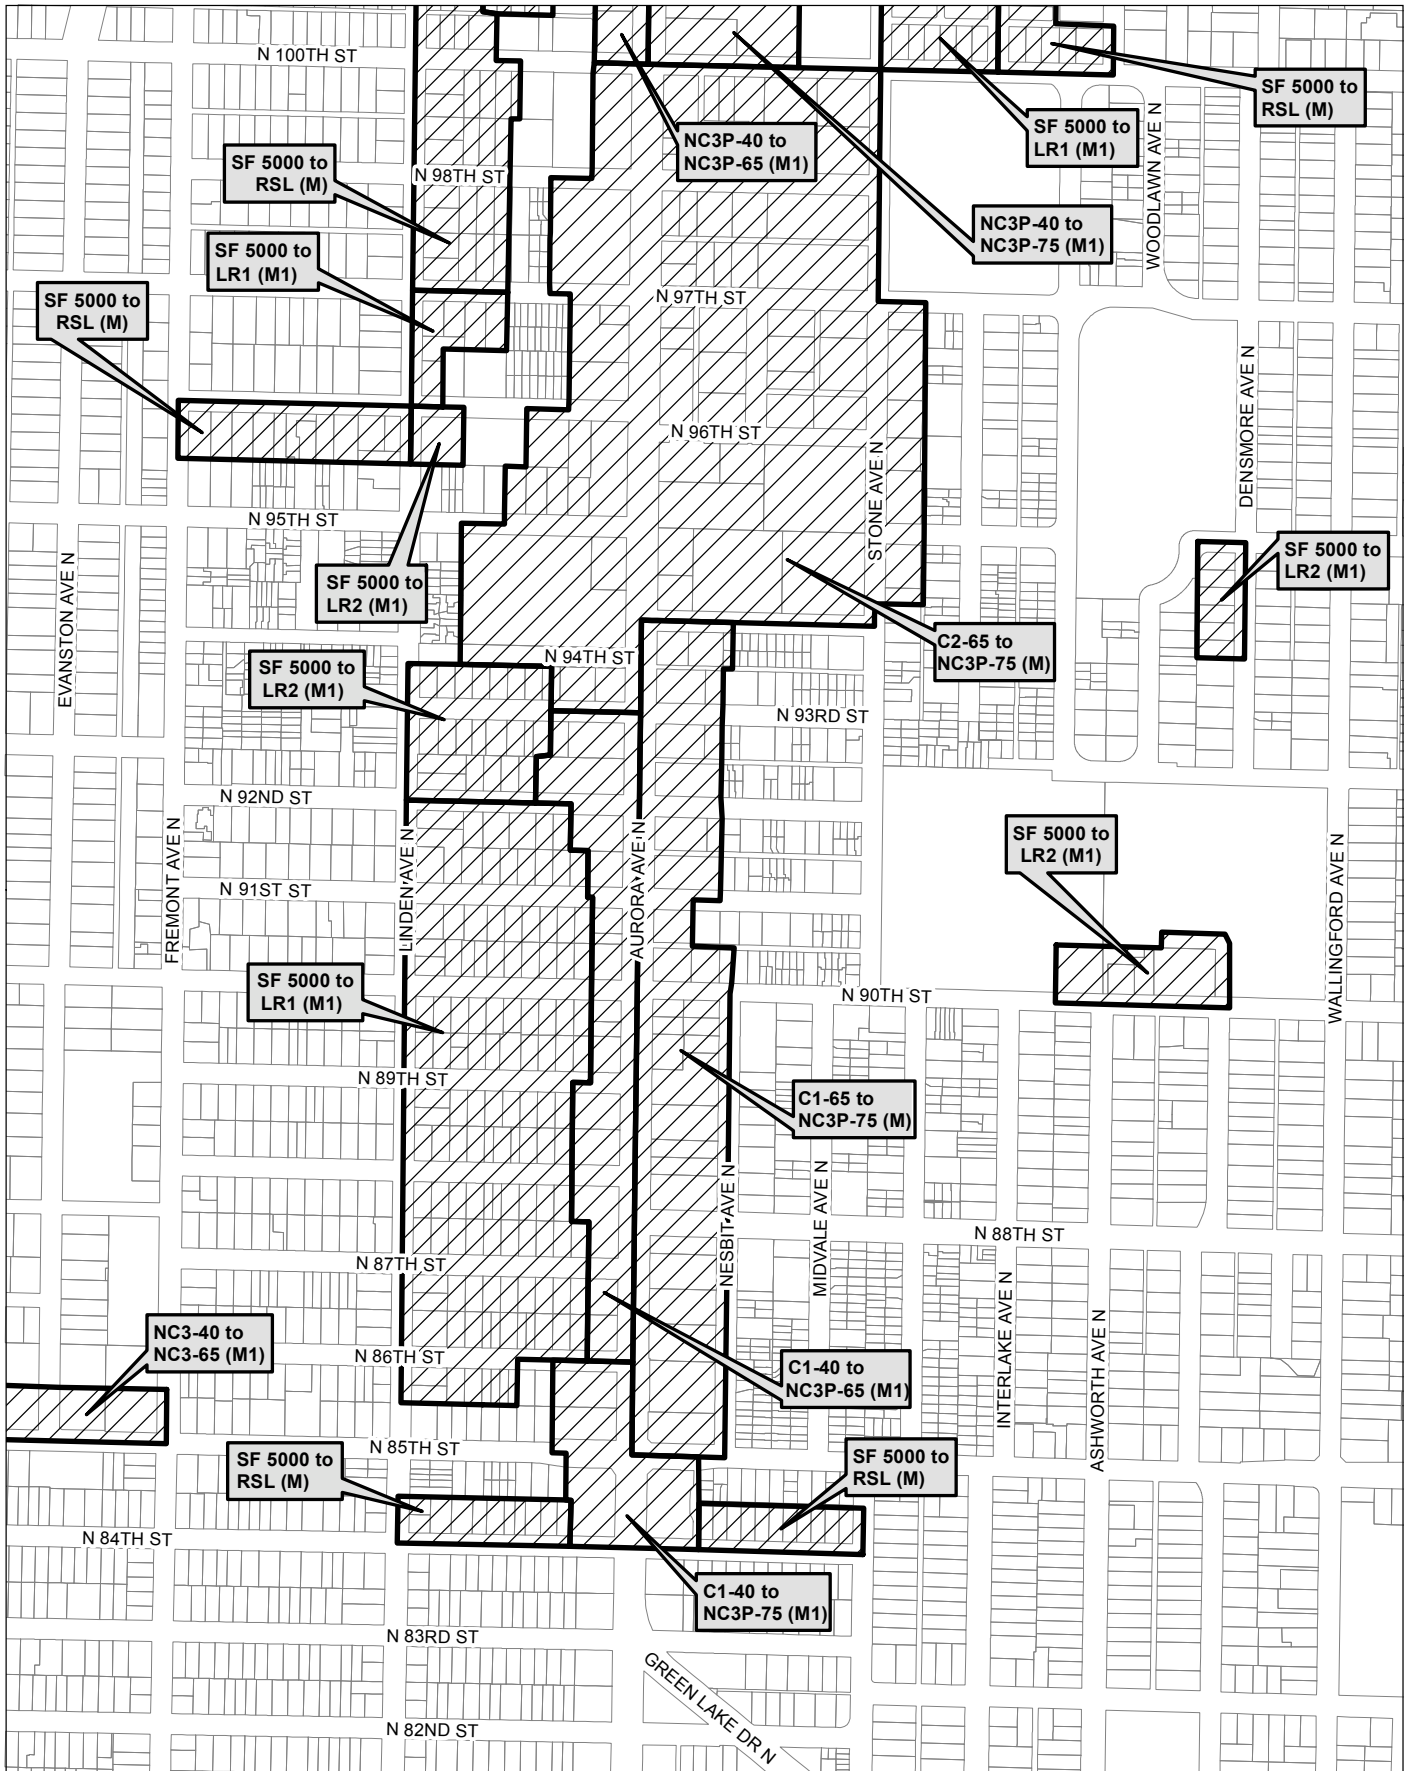 N 100TH ST
SF 5000 to
RSL (M)
NC3P-40 to
NC3P-65 (M1)
SF 5000 to
LR1 (M1)
WOODLAWN AVE N
SF 5000 to
RSL (M)
N 98TH ST
NC3P-40 to
NC3P-75 (M1)
SF 5000 to
LR1 (M1)
SF 5000 to
RSL (M)
N 97TH ST
DENSMORE AVE N
N 96TH ST
STONE AVE N
N 95TH ST
SF 5000 to
LR2 (M1)
SF 5000 to
LR2 (M1)
EVANSTON AVE N
C2-65 to
NC3P-75 (M)
N 94TH ST
SF 5000 to
LR2 (M1)
N 93RD ST
N 92ND ST
FREMONT AVE N
LINDEN AVE N
AURORA AVE N
SF 5000 to
LR2 (M1)
WALLINGFORD AVE N
N 91ST ST
SF 5000 to
LR1 (M1)
N 90TH ST
N 89TH ST
C1-65 to
NC3P-75 (M)
NESBIT AVE N
MIDVALE AVE N
N 88TH ST
N 87TH ST
INTERLAKE AVE N
ASHWORTH AVE N
NC3-40 to
NC3-65 (M1)
N 86TH ST
C1-40 to
NC3P-65 (M1)
N 85TH ST
SF 5000 to
RSL (M)
SF 5000 to
RSL (M)
N 84TH ST
C1-40 to
NC3P-75 (M1)
N 83RD ST
GREEN LAKE DR N
N 82ND ST